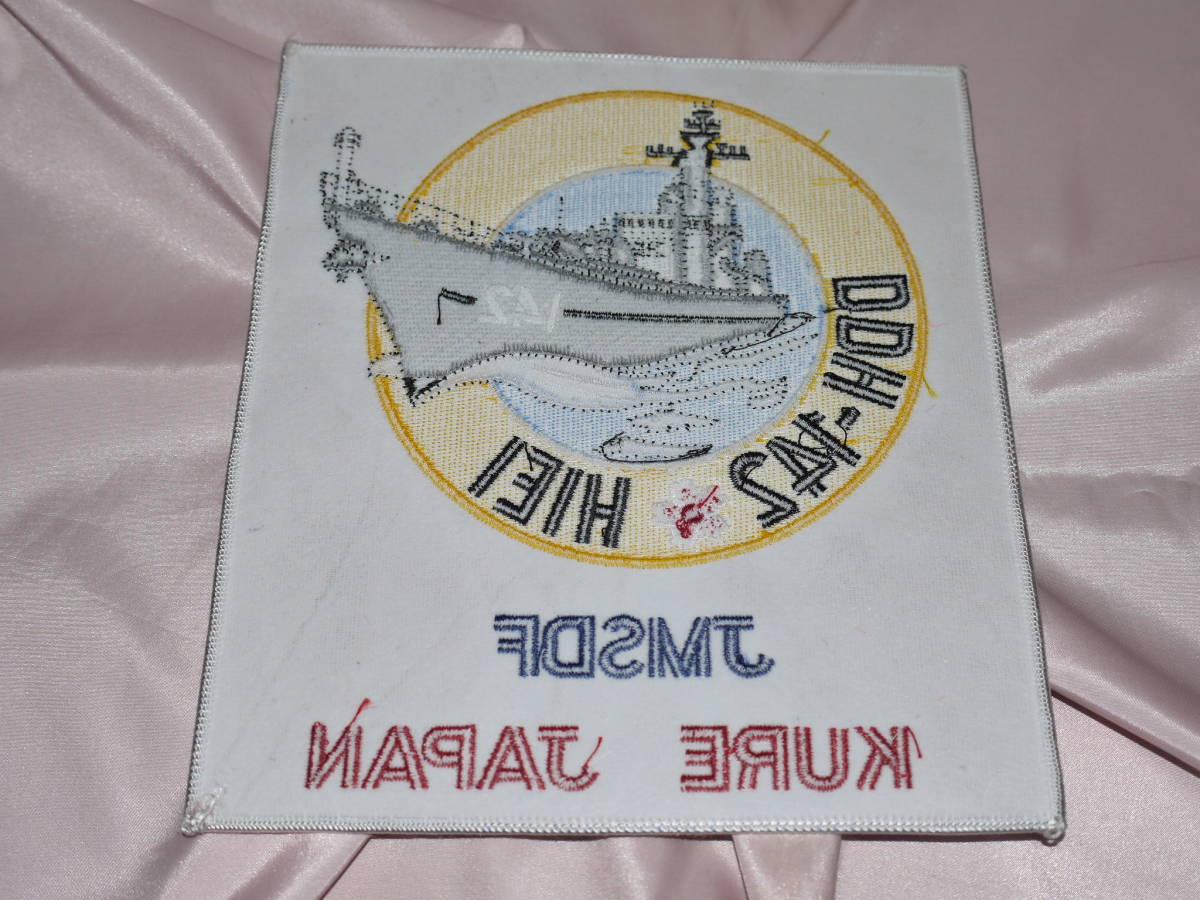 142
DDH-142 HIEI
JMSDF
KURE JAPAN